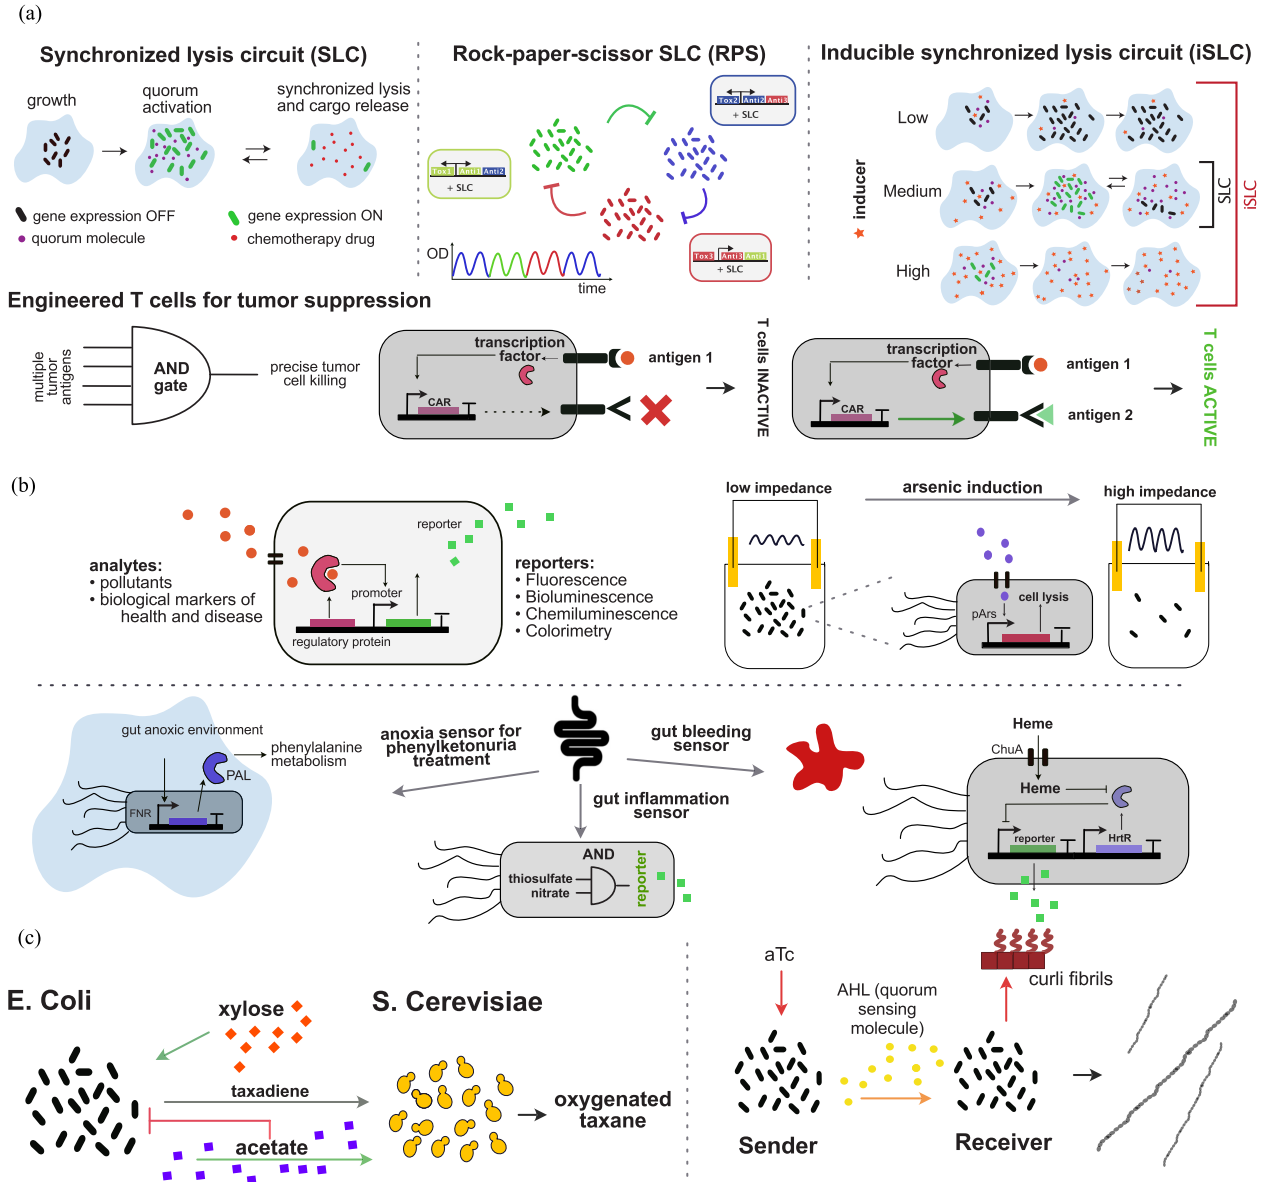 (a)
Synchronized lysis circuit (SLC)
growth
quorum
activation
synchronized lysis
and cargo release
gene expression OFF
quorum molecule
gene expression ON
chemotherapy drug
Rock-paper-scissor SLC (RPS)
Tox2 Anti2 Anti3
+ SLC
Tox1 Anti1 Anti2
+ SLC
Tox3 Anti3 Anti1
+ SLC
OD
time
Inducible synchronized lysis circuit (iSLC)
Low
Medium
High
inducer
SLC
iSLC
Engineered T cells for tumor suppression
multiple
tumor
antigens
AND
gate
precise tumor
cell killing
transcription
factor
antigen 1
CAR
T cells INACTIVE
transcription
factor
antigen 1
CAR
antigen 2
T cells ACTIVE
(b)
analytes:
• pollutants
• biological markers of
health and disease
reporter
promoter
regulatory protein
reporters:
• Fluorescence
• Bioluminescence
• Chemiluminescence
• Colorimetry
low impedance
arsenic induction
high impedance
cell lysis
pArs
gut anoxic environment
phenylalanine
metabolism
PAL
FNR
anoxia sensor for
phenylketonuria
treatment
gut bleeding
sensor
gut inflammation
sensor
AND
thiosulfate
nitrate
reporter
Heme
ChuA
Heme
reporter
HrtR
(c)
E. Coli
xylose
S. Cerevisiae
taxadiene
acetate
oxygenated
taxane
aTc
AHL (quorum
sensing
molecule)
curli fibrils
Sender
Receiver